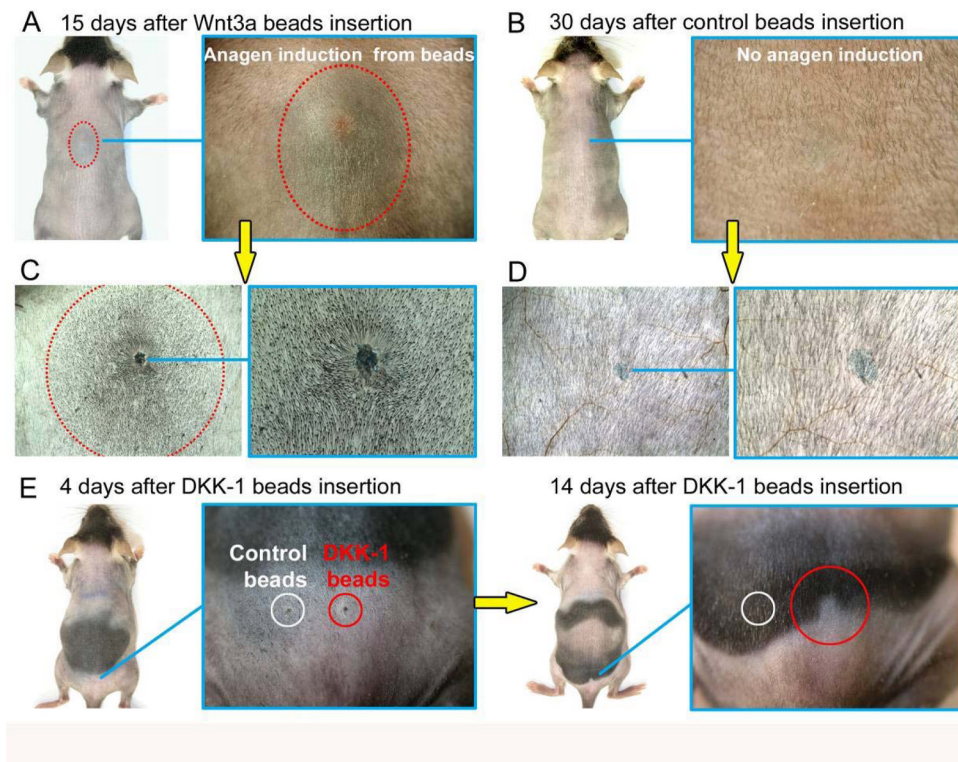 A 15 days after Wnt3a beads insertion
Anagen induction from beads
B 30 days after control beads insertion
No anagen induction
C
D
E 4 days after DKK-1 beads insertion
Control
beads
DKK-1
beads
14 days after DKK-1 beads insertion